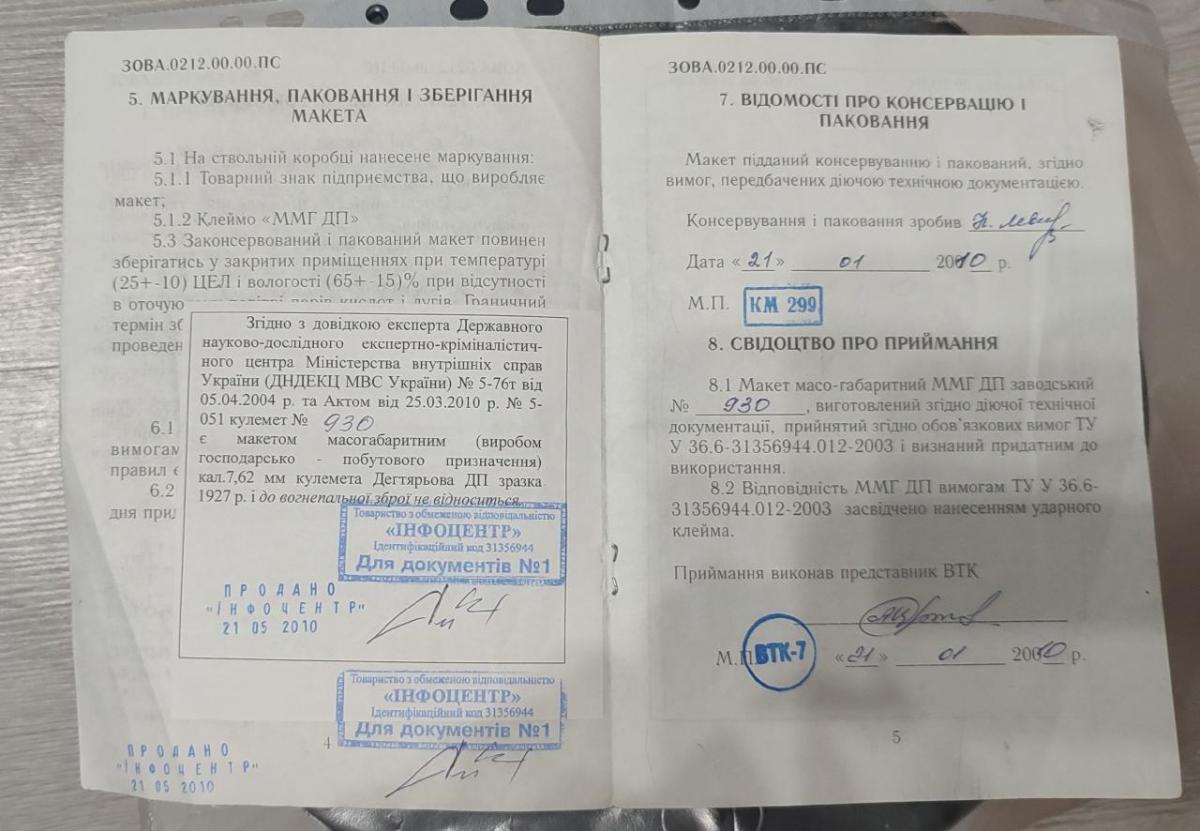 ЗОВА.0212.00.00.ПС
5. МАРКУВАННЯ, ПАКОВАННЯ І ЗБЕРІГАННЯ
МАКЕТА
5.1 На ствольній коробці нанесене маркування:
5.1.1 Товарний знак підприємства, що виробляє
макет;
5.1.2 Клеймо «ММГ ДП»
5.3 Законсервований і пакований макет повинен
зберігатись у закритих приміщеннях при температурі
(25+-10) ЦЕЛ і вологості (65+-15)% при відсутності
в оточую
термін
проведен
6.1
вимогам
правил
6.2
дня
Згідно з довідкою експерта Державного
науково-дослідного експертно-криміналістич-
ного центра Міністерства внутрішніх справ
України (ДНДЕКЦ МВС України) № 5-76т від
05.04.2004 р. та Актом від 25.03.2010 р. № 5-
051 кулемет № 930
є макетом масогабаритним (виробом
господарсько - побутового призначення)
кал.7,62 мм кулемета Дегтярьова ДП зразка
1927 р. і до вогнепальної зброї не відноситься.
Товариство з обмеженою відповідальністю
«ІНФОЦЕНТР»
Ідентифікаційний код 31356944
Для документів №1
ПРОДАНО
"ІНФОЦЕНТР"
21 05 2010
Товариство з обмеженою відповідальністю
«ІНФОЦЕНТР»
Ідентифікаційний код 31356944
Для документів №1
4
ПРОДАНО
"ІНФОЦЕНТР"
21 05 2010
ЗОВА.0212.00.00.ПС
7. ВІДОМОСТІ ПРО КОНСЕРВАЦІЮ І
ПАКОВАННЯ
Макет підданий консервуванню і пакований, згідно
вимог, передбачених діючою технічною документацією.
Консервування і паковання зробив
Дата «21» 01 2010 р.
М.П. КМ 299
8. СВІДОЦТВО ПРО ПРИЙМАННЯ
8.1 Макет масо-габаритний ММГ ДП заводський
№ 930, виготовлений згідно діючої технічної
документації, прийнятий згідно обов'язкових вимог ТУ
У 36.6-31356944.012-2003 і визнаний придатним до
використання.
8.2 Відповідність ММГ ДП вимогам ТУ У 36.6-
31356944.012-2003 засвідчено нанесенням ударного
клейма.
Приймання виконав представник ВТК
М.П. ВТК-7 «21» 01 2010 р.
5